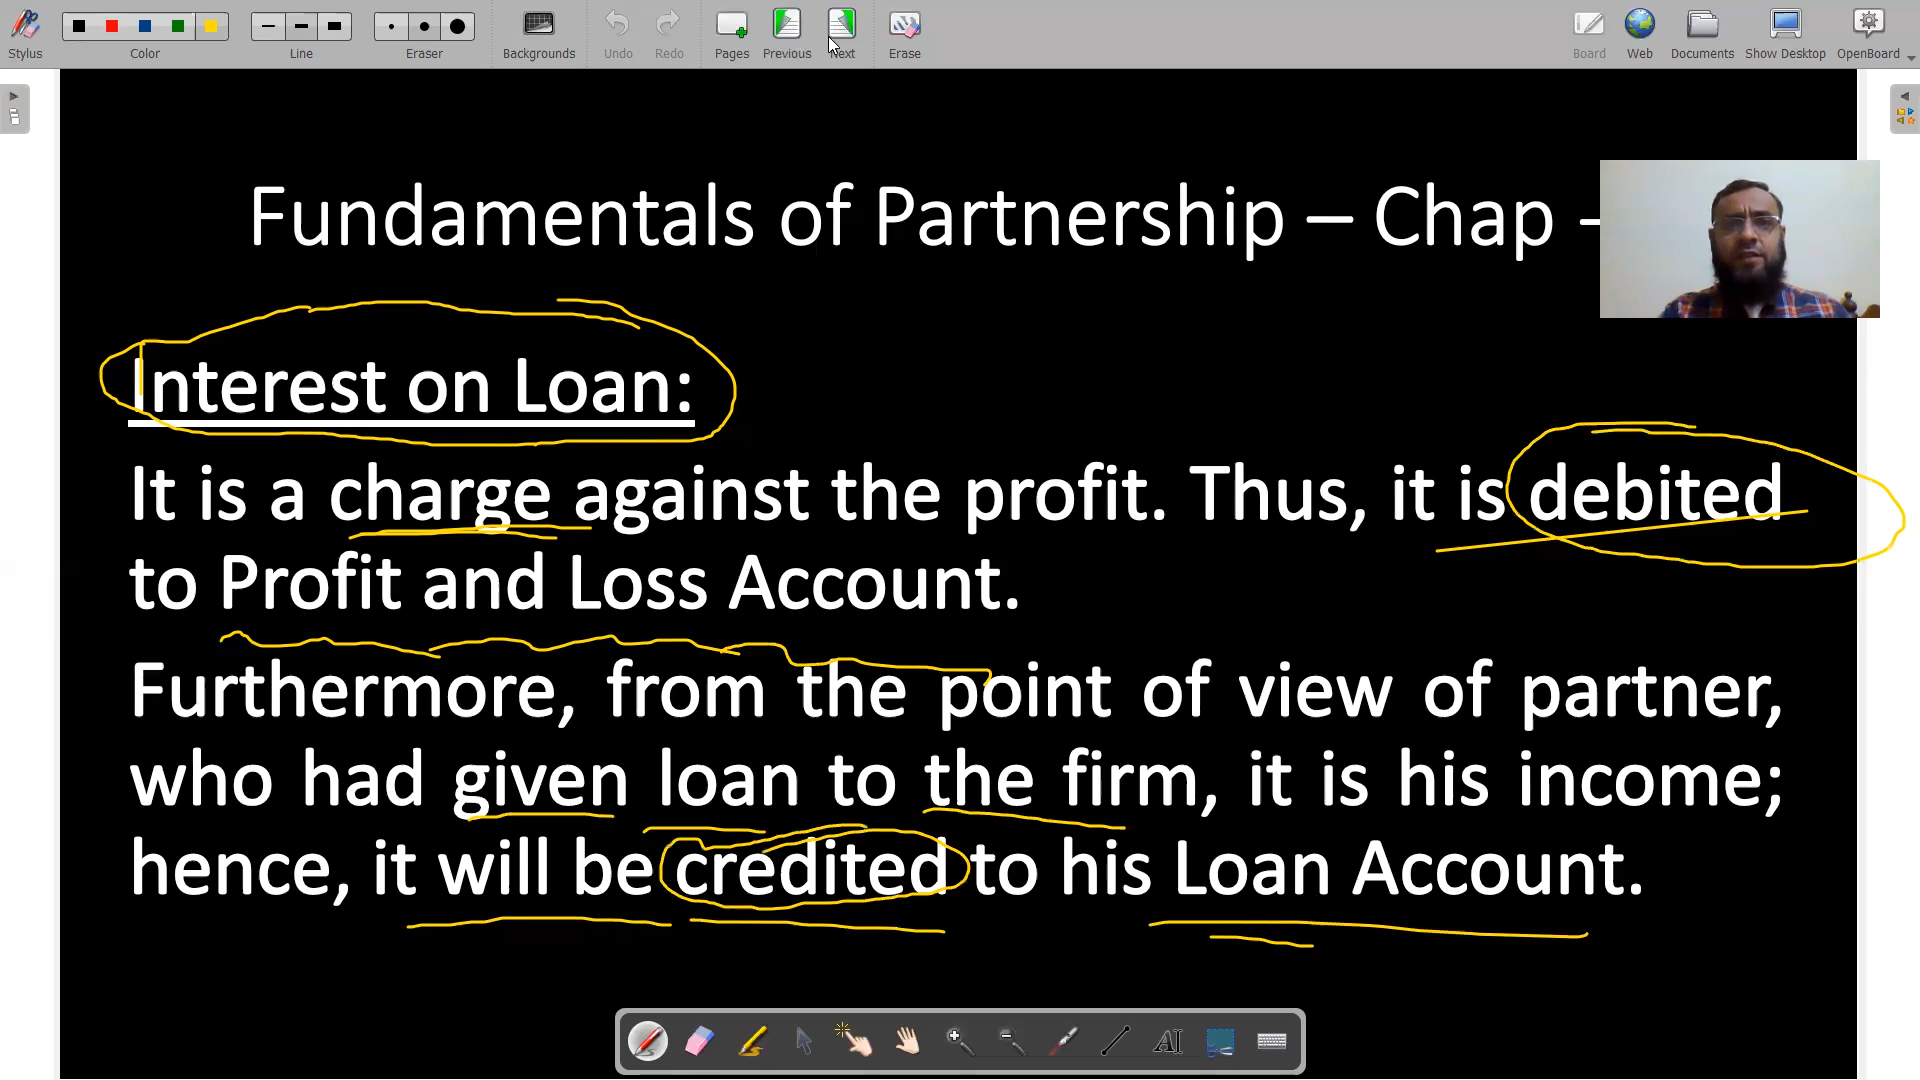 Stylus Color Line Eraser Backgrounds Undo Redo Pages Previous Next Erase Board Web Documents Show Desktop OpenBoard
Fundamentals of Partnership – Chap -
Interest on Loan:
It is a charge against the profit. Thus, it is debited
to Profit and Loss Account.
Furthermore, from the point of view of partner,
who had given loan to the firm, it is his income;
hence, it will be credited to his Loan Account.